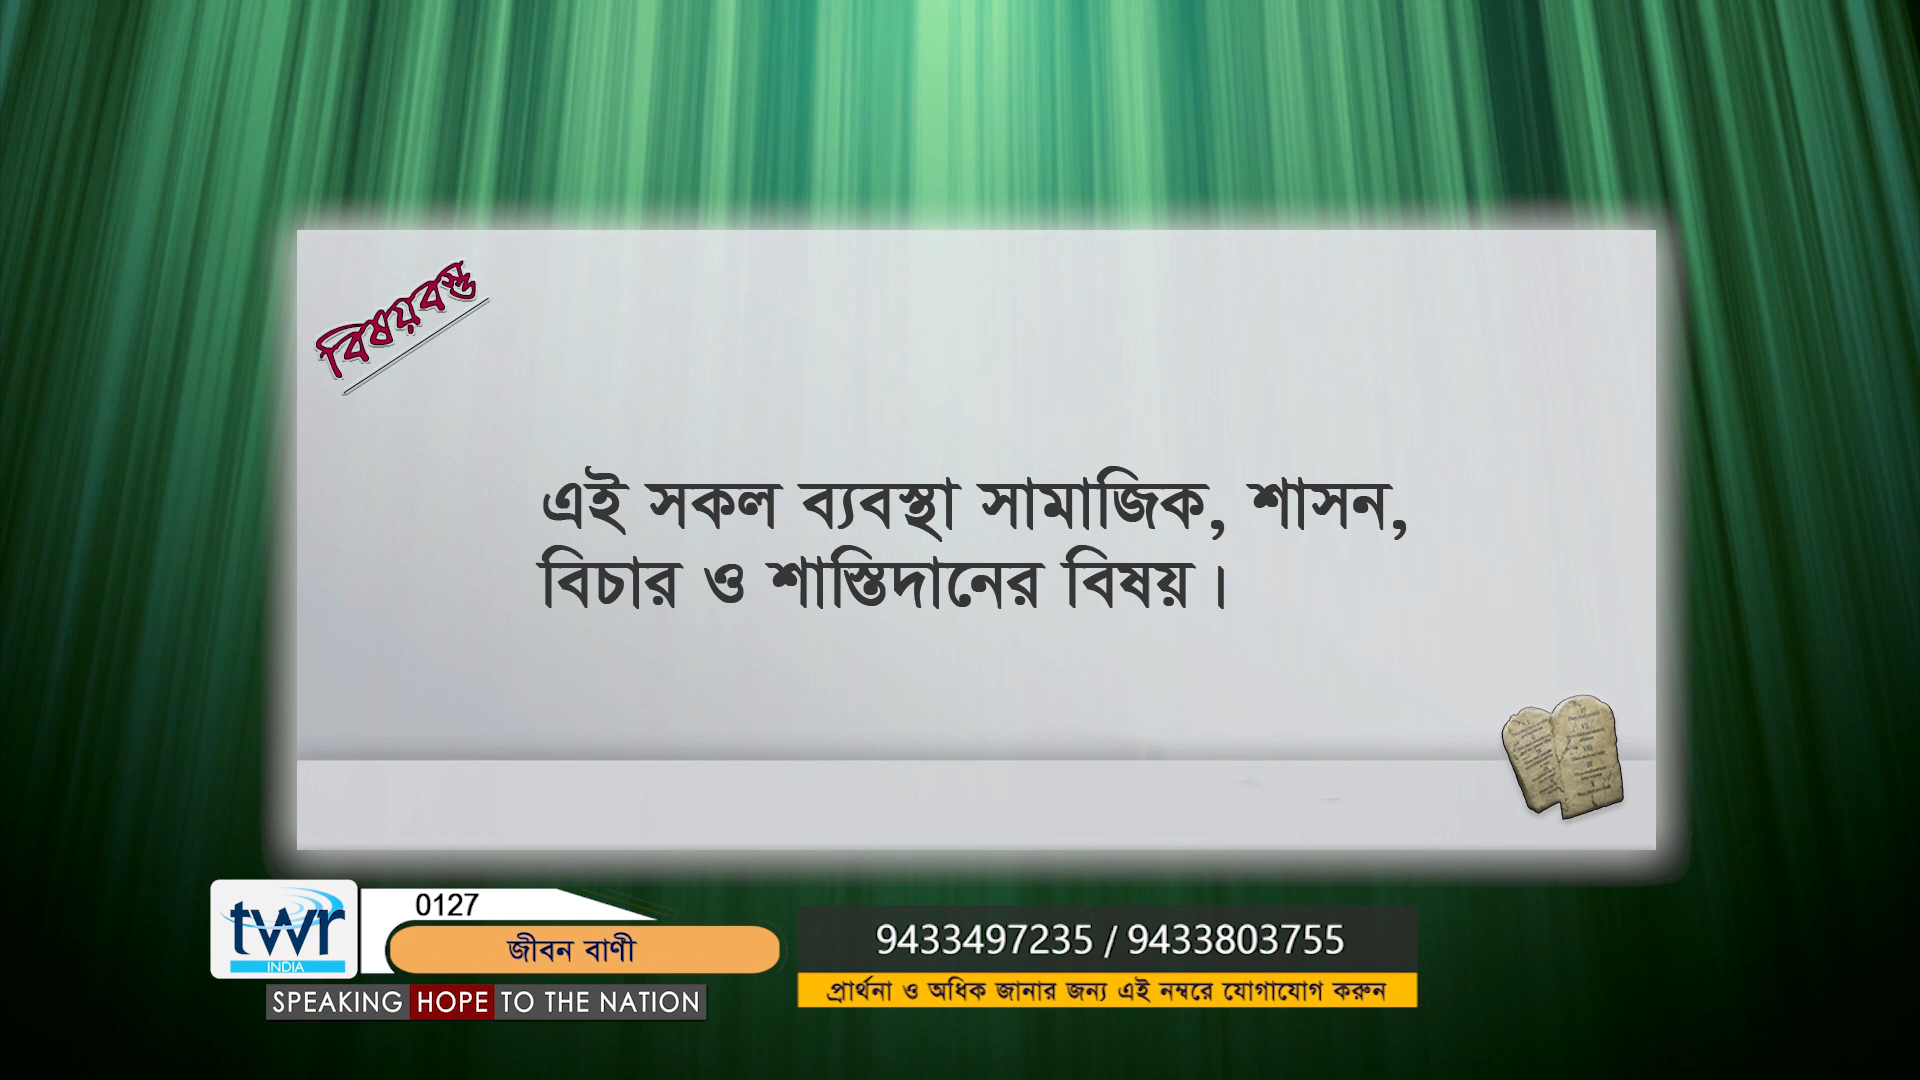 বিষয়বস্তু
এই সকল ব্যবস্থা সামাজিক, শাসন,
বিচার ও শাস্তিদানের বিষয়।
twr
INDIA
0127
জীবন বাণী
SPEAKING HOPE TO THE NATION
9433497235 / 9433803755
প্রার্থনা ও অধিক জানার জন্য এই নম্বরে যোগাযোগ করুন